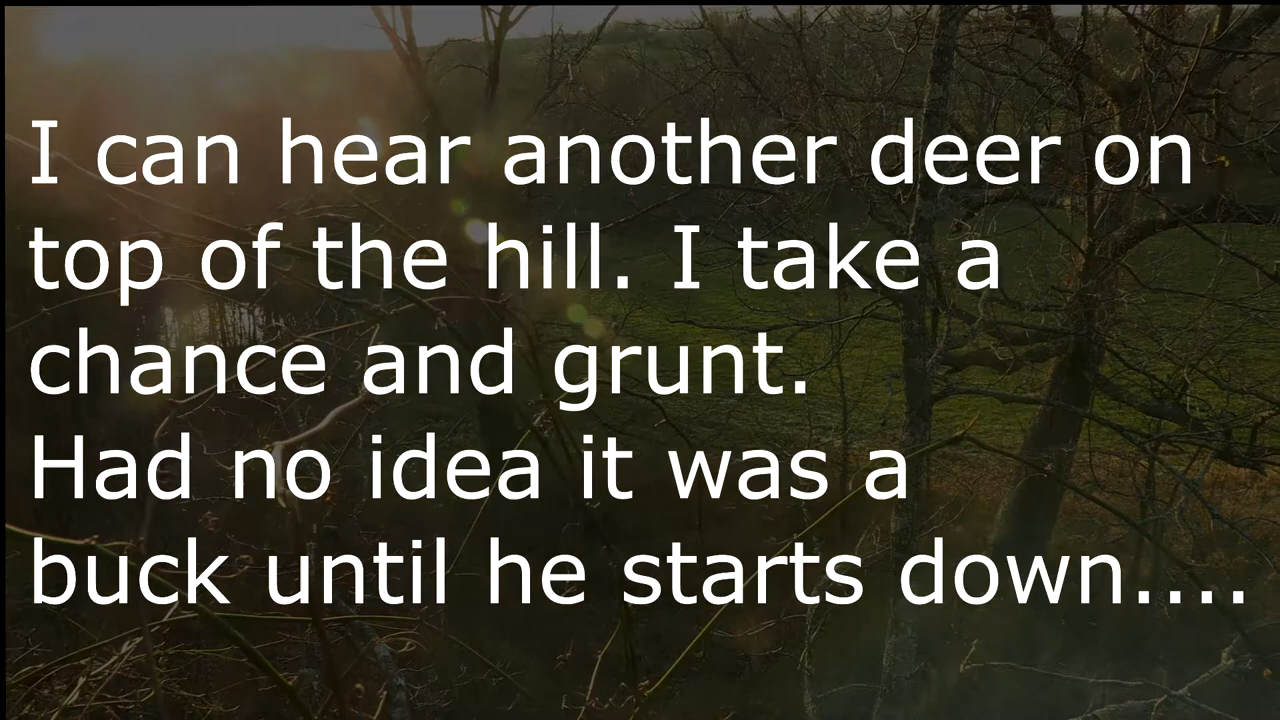 I can hear another deer on
top of the hill. I take a
chance and grunt.
Had no idea it was a
buck until he starts down....